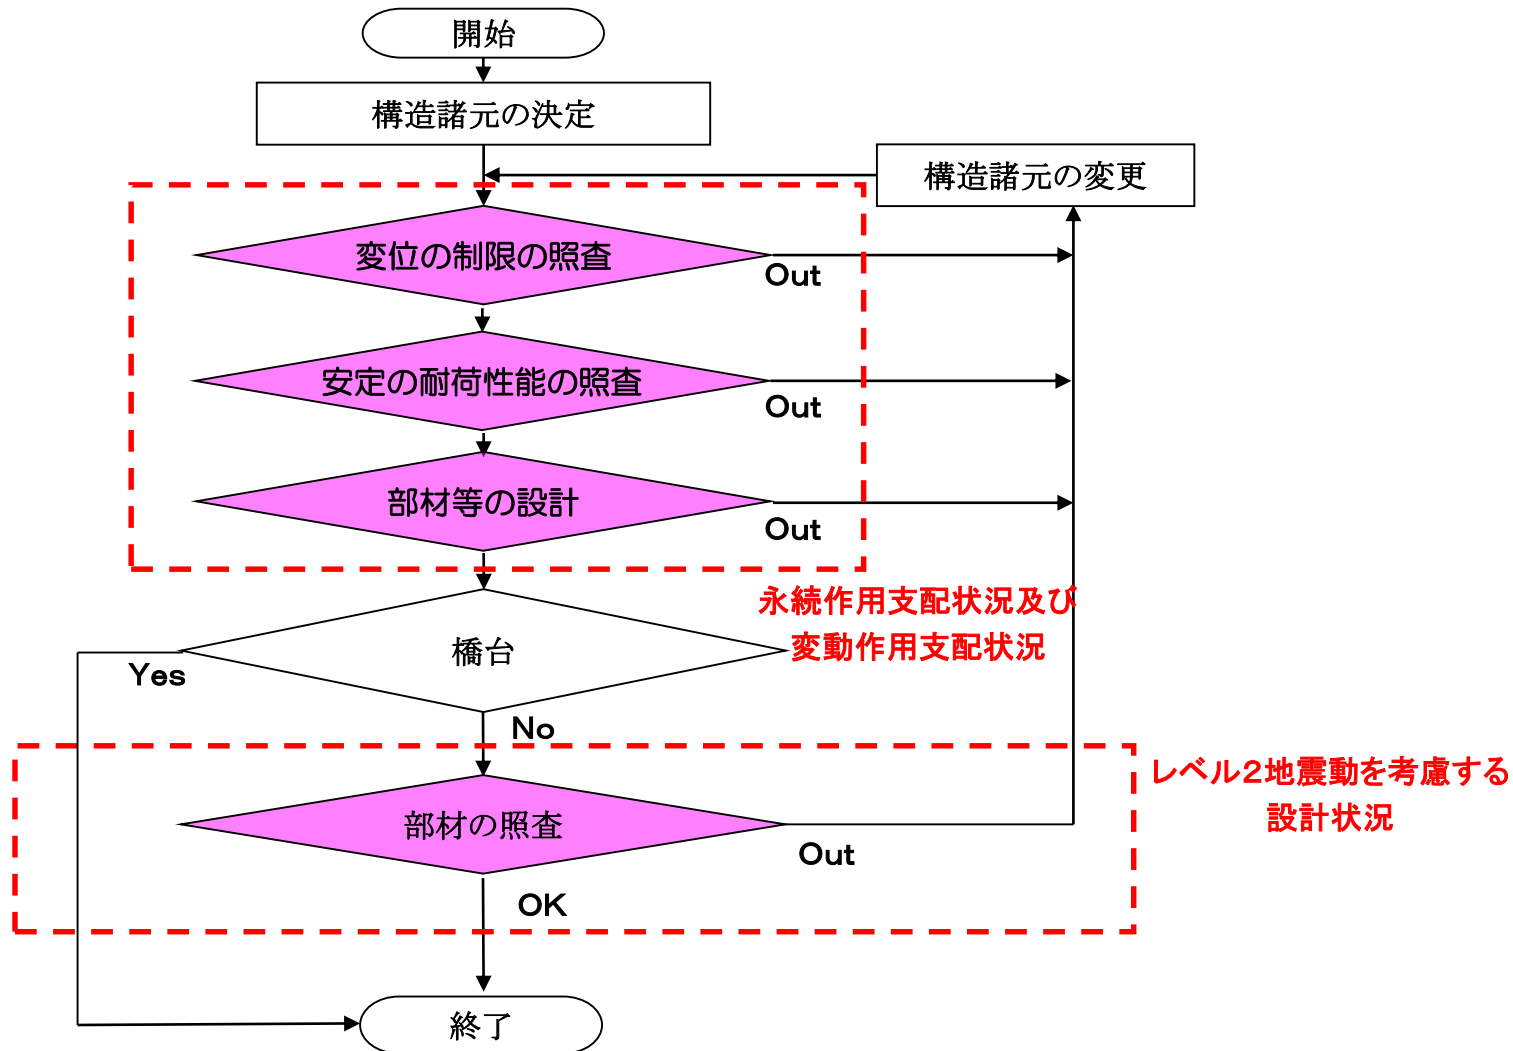 開始
構造諸元の決定
構造諸元の変更
変位の制限の照査
Out
安定の耐荷性能の照査
Out
部材等の設計
Out
永続作用支配状況及び
変動作用支配状況
橋台
Yes
No
レベル2地震動を考慮する
設計状況
部材の照査
Out
OK
終了